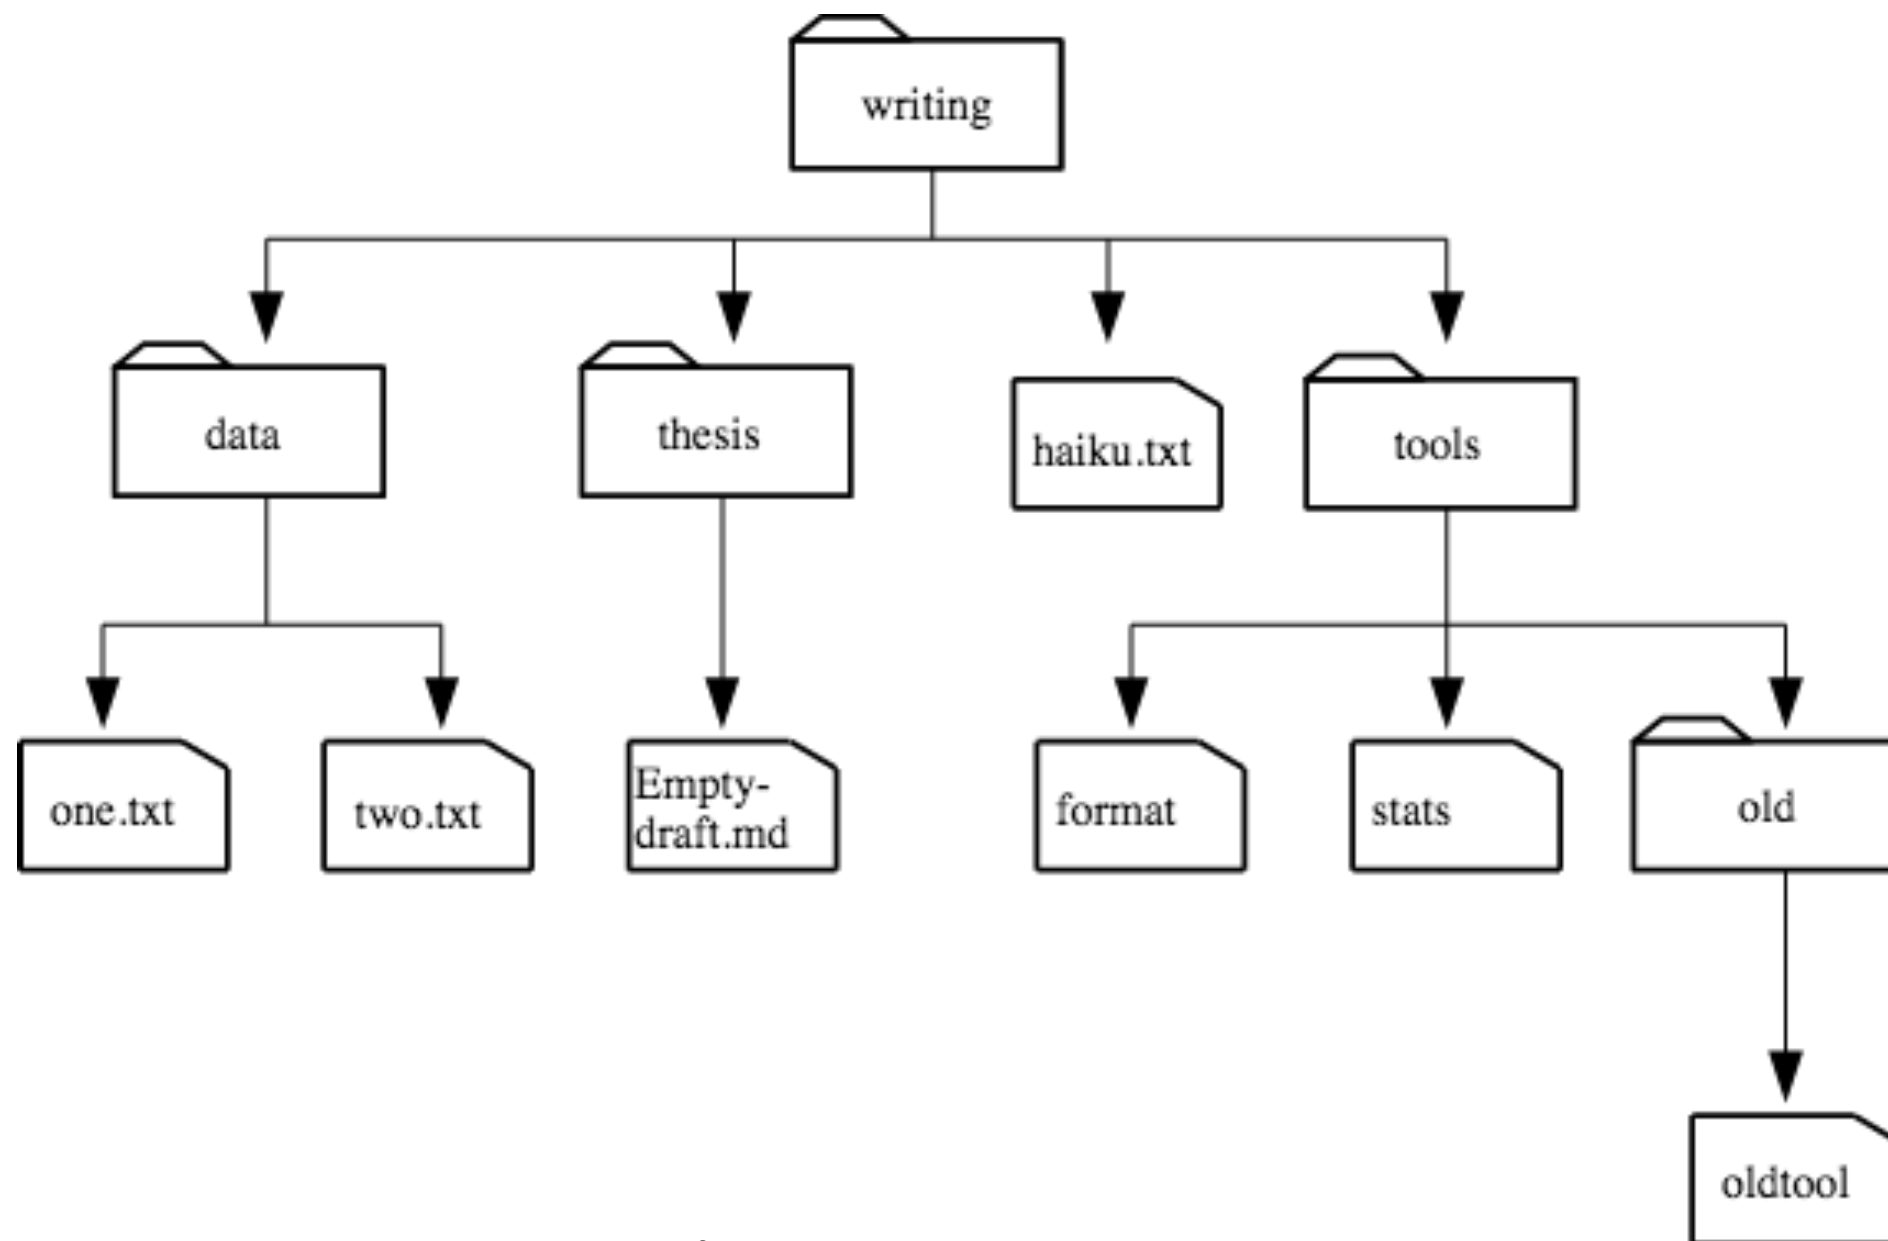 writing
data
thesis
haiku.txt
tools
one.txt
two.txt
Empty-
draft.md
format
stats
old
oldtool